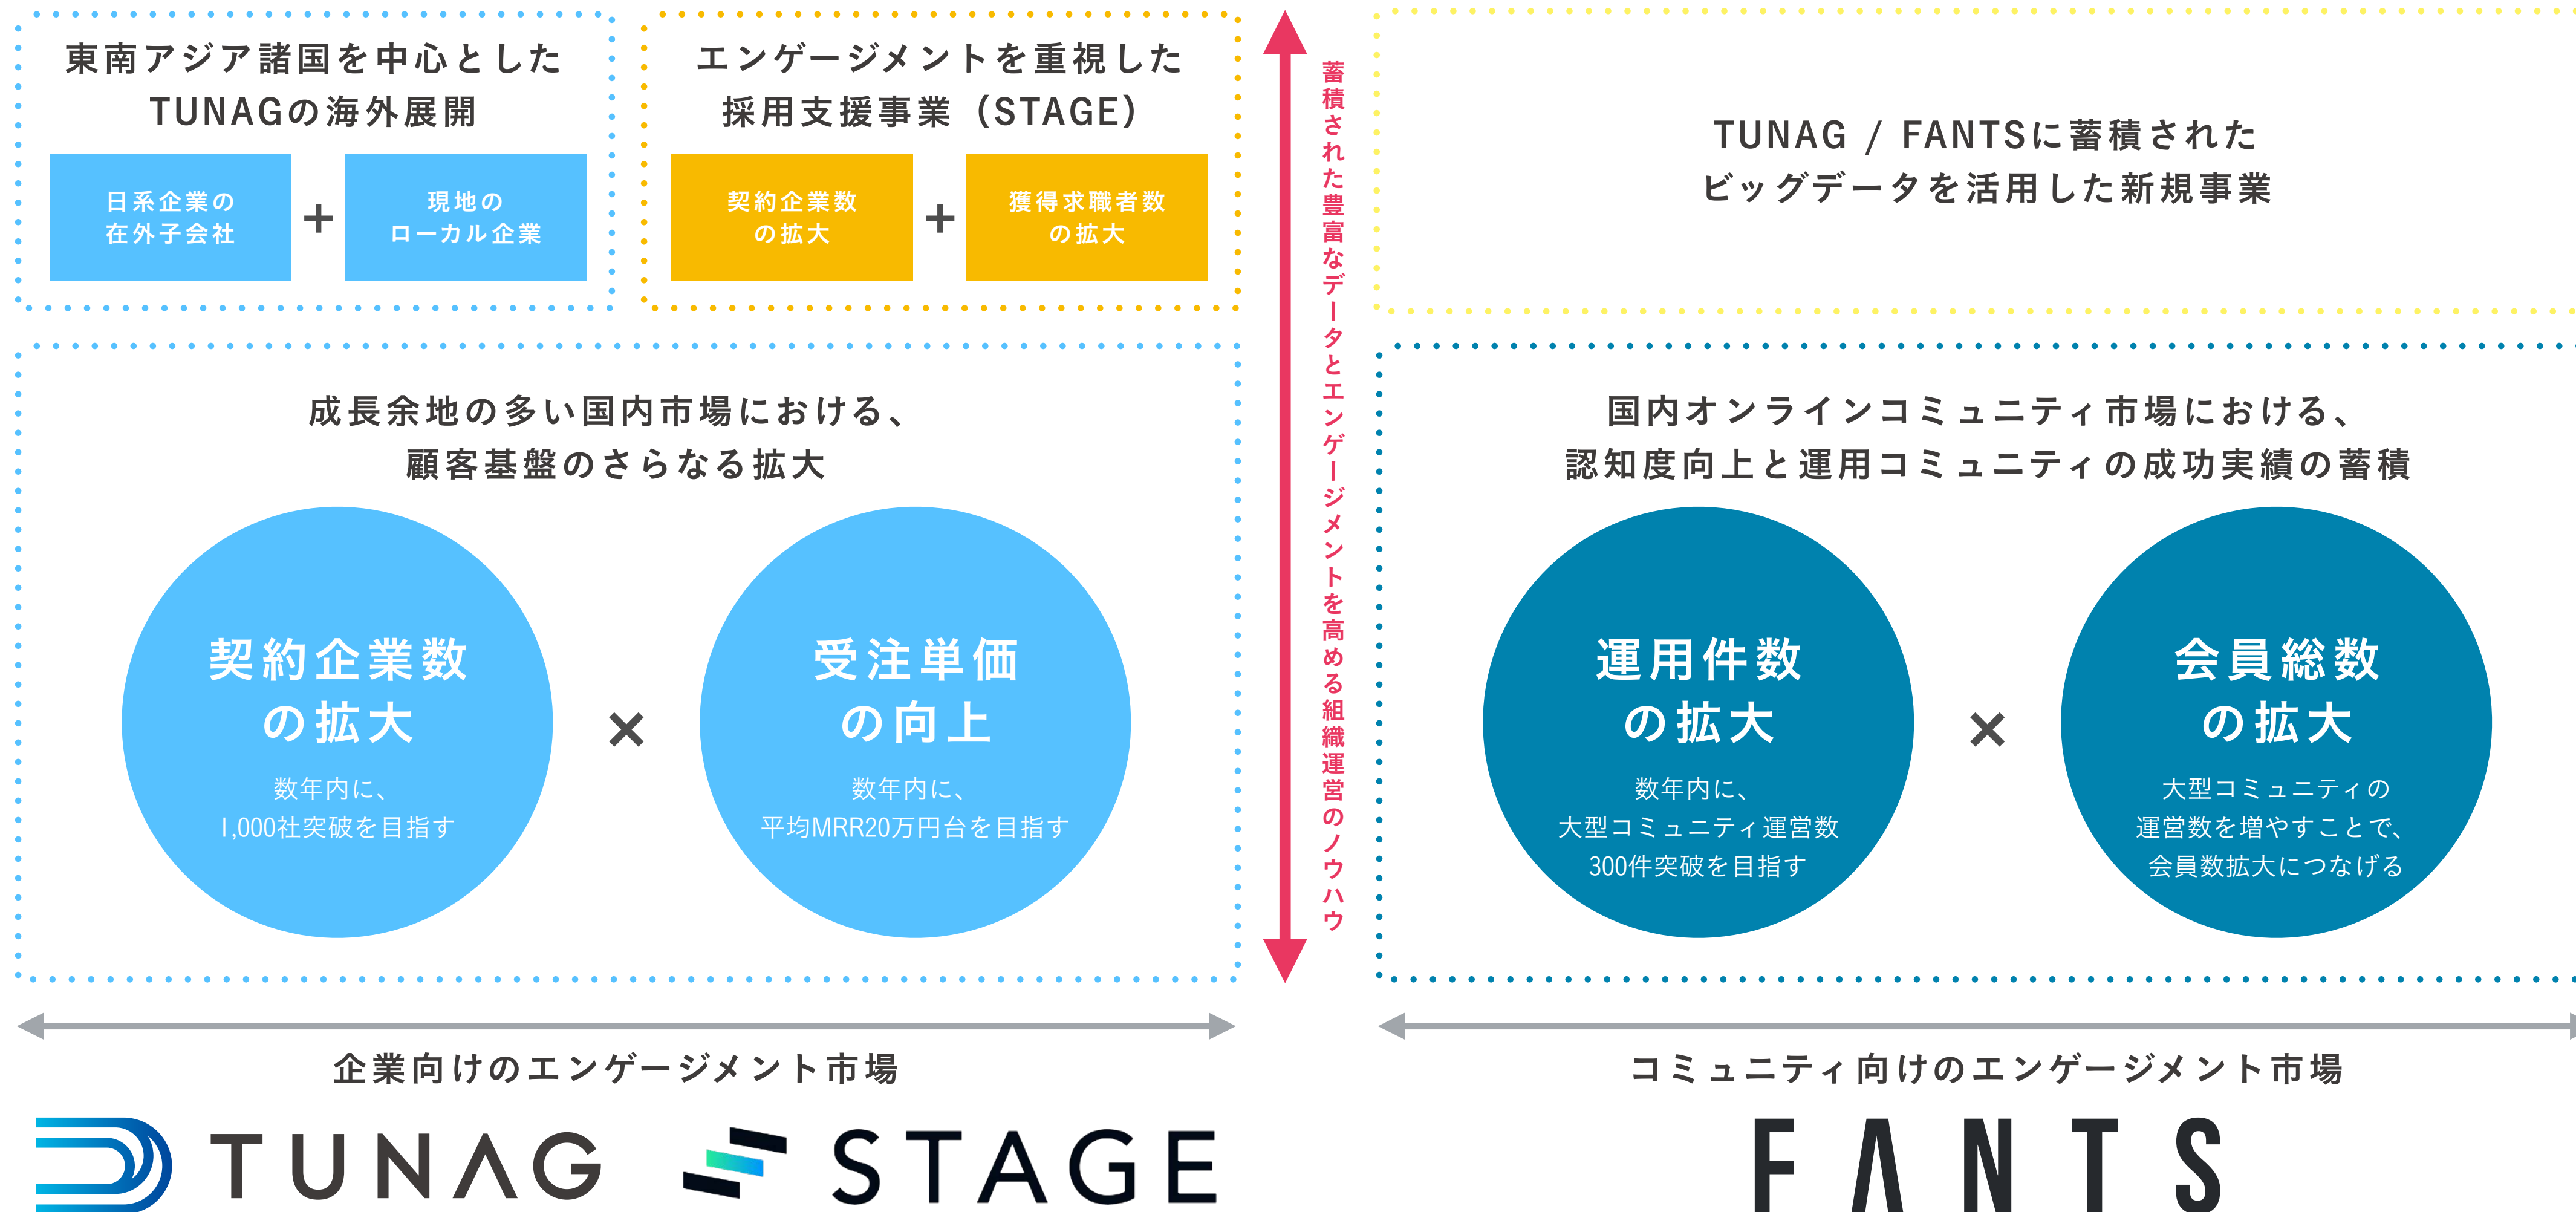 東南アジア諸国を中心とした
TUNAGの海外展開
日系企業の
在外子会社
+
現地の
ローカル企業
エンゲージメントを重視した
採用支援事業（STAGE）
契約企業数
の拡大
+
獲得求職者数
の拡大
蓄積された豊富なデータとエンゲージメントを高める組織運営のノウハウ
TUNAG / FANTSに蓄積された
ビッグデータを活用した新規事業
成長余地の多い国内市場における、
顧客基盤のさらなる拡大
契約企業数
の拡大
数年内に、
1,000社突破を目指す
×
受注単価
の向上
数年内に、
平均MRR20万円台を目指す
国内オンラインコミュニティ市場における、
認知度向上と運用コミュニティの成功実績の蓄積
運用件数
の拡大
数年内に、
大型コミュニティ運営数
300件突破を目指す
×
会員総数
の拡大
大型コミュニティの
運営数を増やすことで、
会員数拡大につなげる
企業向けのエンゲージメント市場
TUNAG
STAGE
コミュニティ向けのエンゲージメント市場
FANTS